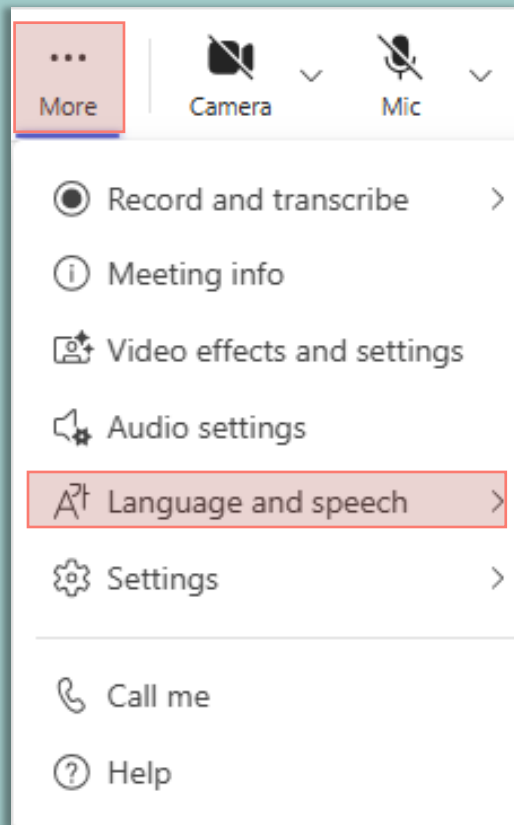 More Camera Mic
Record and transcribe
Meeting info
Video effects and settings
Audio settings
Language and speech
Settings
Call me
Help